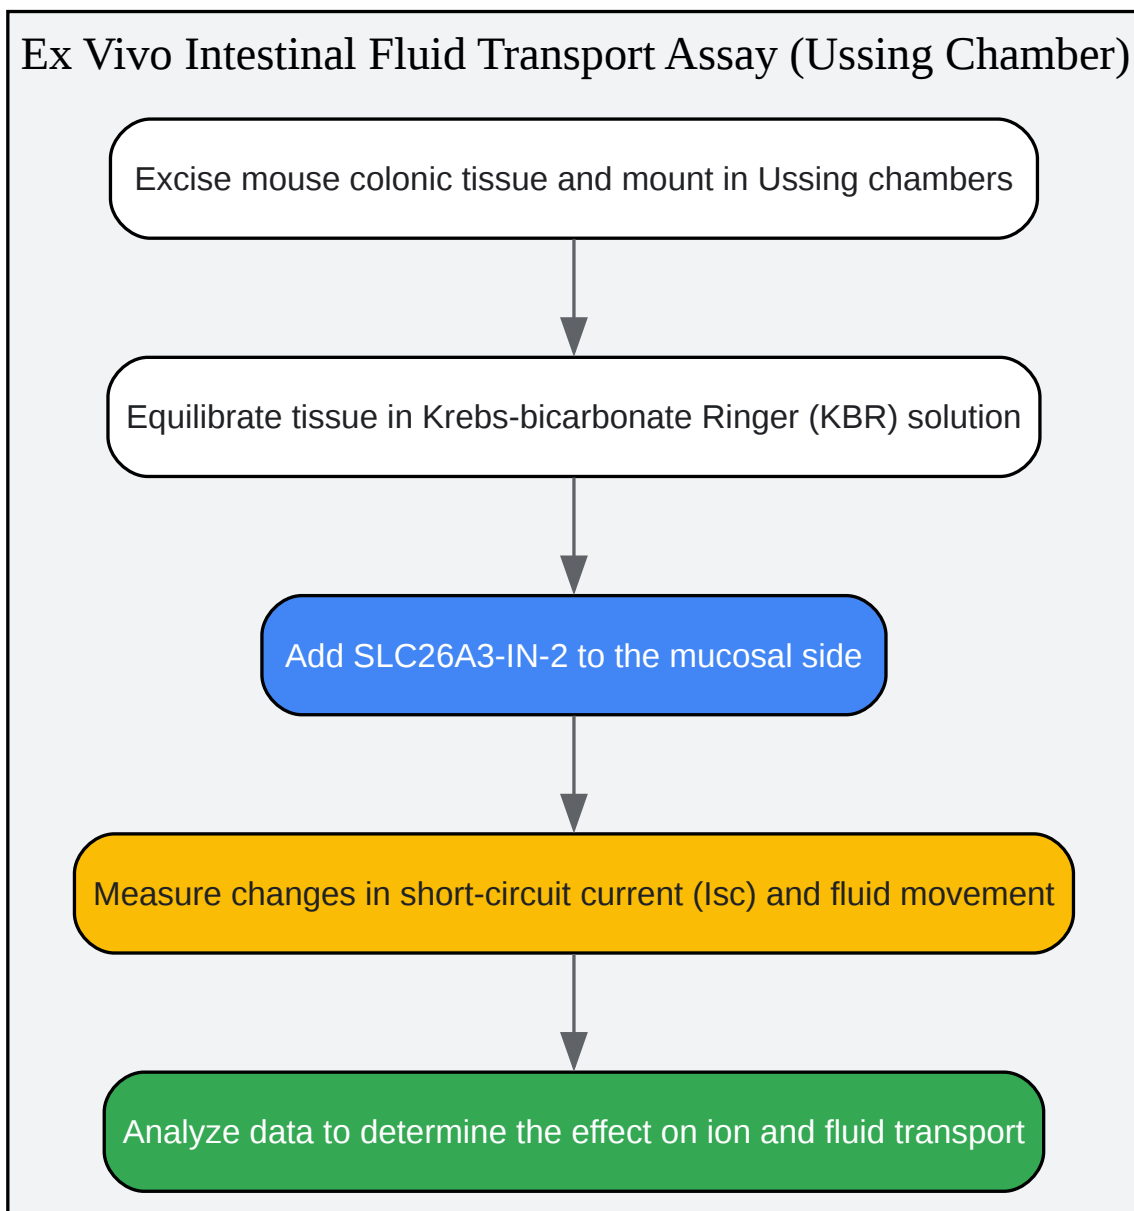 Ex Vivo Intestinal Fluid Transport Assay (Ussing Chamber)
Excise mouse colonic tissue and mount in Ussing chambers
Equilibrate tissue in Krebs-bicarbonate Ringer (KBR) solution
Add SLC26A3-IN-2 to the mucosal side
Measure changes in short-circuit current (Isc) and fluid movement
Analyze data to determine the effect on ion and fluid transport